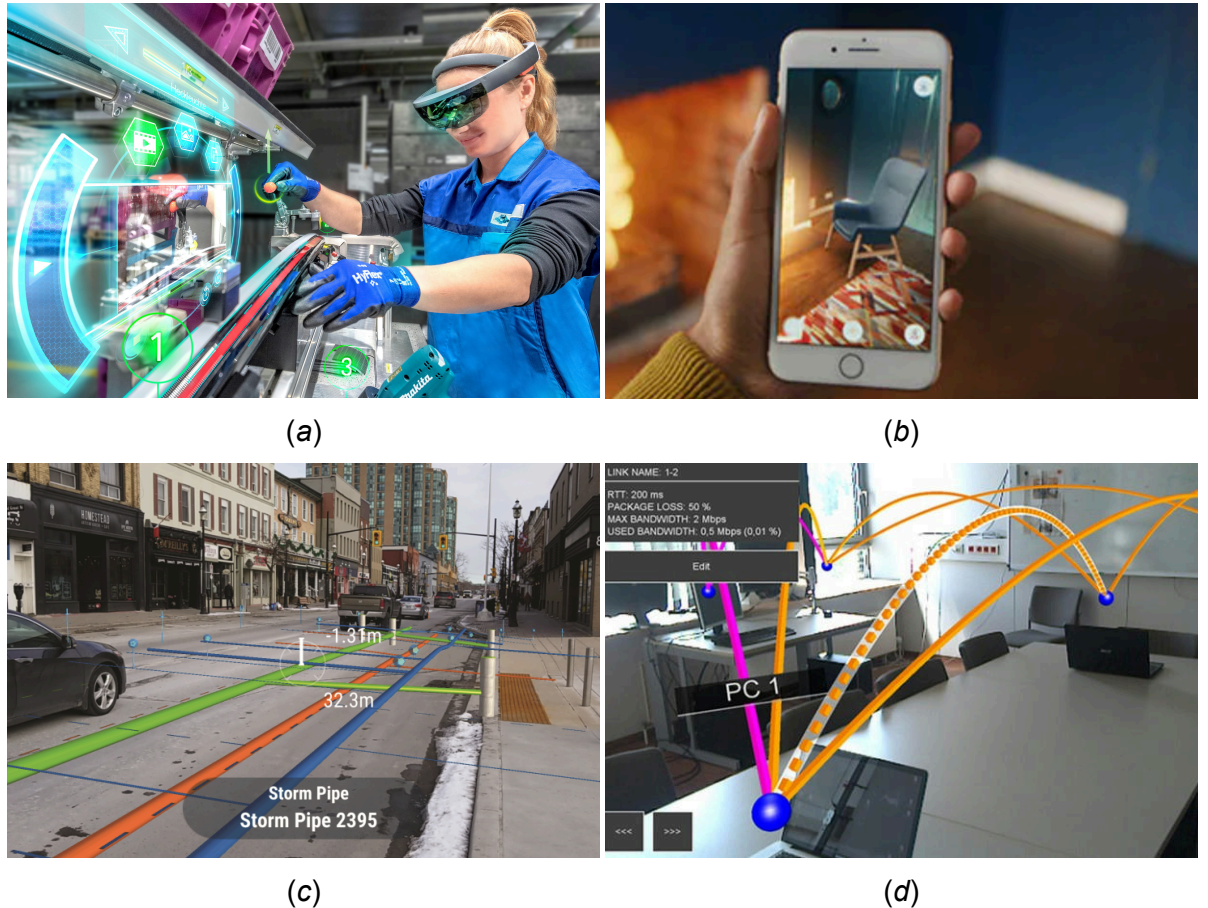 1
3
HyFlex
makita
(a)
(b)
HOMESTEAD
-1.31m
32.3m
Storm Pipe
Storm Pipe 2395
(c)
LINK NAME: 1-2
RTT: 200 ms
PACKAGE LOSS: 50 %
MAX BANDWIDTH: 2 Mbps
USED BANDWIDTH: 0,5 Mbps (0,01 %)
Edit
PC 1
<<<
>>>
(d)